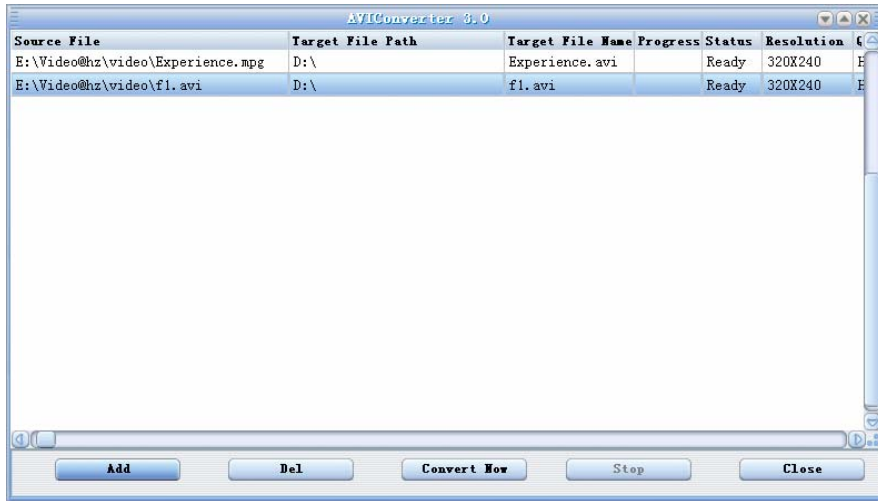 AVIConverter 3.0
Source File Target File Path Target File Name Progress Status Resolution
E:\Video@hz\video\Experience.mpg D:\ Experience.avi Ready 320X240
E:\Video@hz\video\f1.avi D:\ f1.avi Ready 320X240
Add Del Convert Now Stop Close